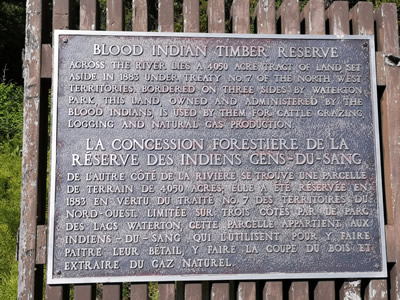 BLOOD INDIAN TIMBER RESERVE
ACROSS THE RIVER LIES A 4050 ACRE TRACT OF LAND SET
ASIDE IN 1883 UNDER TREATY No. 7 OF THE NORTH WEST
TERRITORIES. BORDERED ON THREE SIDES BY WATERTON
PARK THIS LAND, OWNED AND ADMINISTERED BY THE
BLOOD INDIANS IS USED BY THEM FOR CATTLE GRAZING,
LOGGING AND NATURAL GAS PRODUCTION.
LA CONCESSION FORESTIÈRE DE LA
RÉSERVE DES INDIENS GENS-DU-SANG
DE L'AUTRE CÔTÉ DE LA RIVIÈRE SE TROUVE UNE PARCELLE
DE TERRAIN DE 4,050 ACRES; ELLE A ÉTÉ RÉSERVÉE EN
1883 EN VERTU DU TRAITÉ No. 7 DES TERRITOIRES DU
NORD-OUEST. LIMITÉE SUR TROIS CÔTÉS PAR LE PARC
DES LACS WATERTON CETTE PARCELLE APPARTIENT AUX
INDIENS-DU-SANG QUI L'UTILISENT POUR Y FAIRE
PAÎTRE LEUR BÉTAIL, Y FAIRE LA COUPE DU BOIS ET
EXTRAIRE DU GAZ NATUREL.